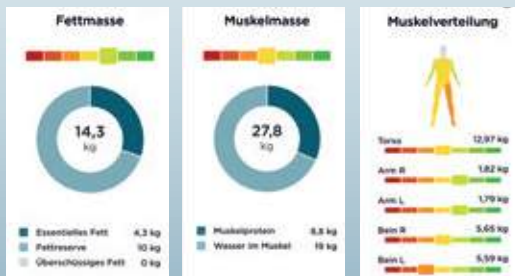 Fettmasse
14,3
kg
Essentielles Fett 4,3 kg
Fettreserve 10 kg
Überschüssiges Fett 0 kg
Muskelmasse
27,8
kg
Muskelprotein 8,8 kg
Wasser im Muskel 19 kg
Muskelverteilung
Torso 12,97 kg
Arm R 1,82 kg
Arm L 1,79 kg
Bein R 5,65 kg
Bein L 5,59 kg